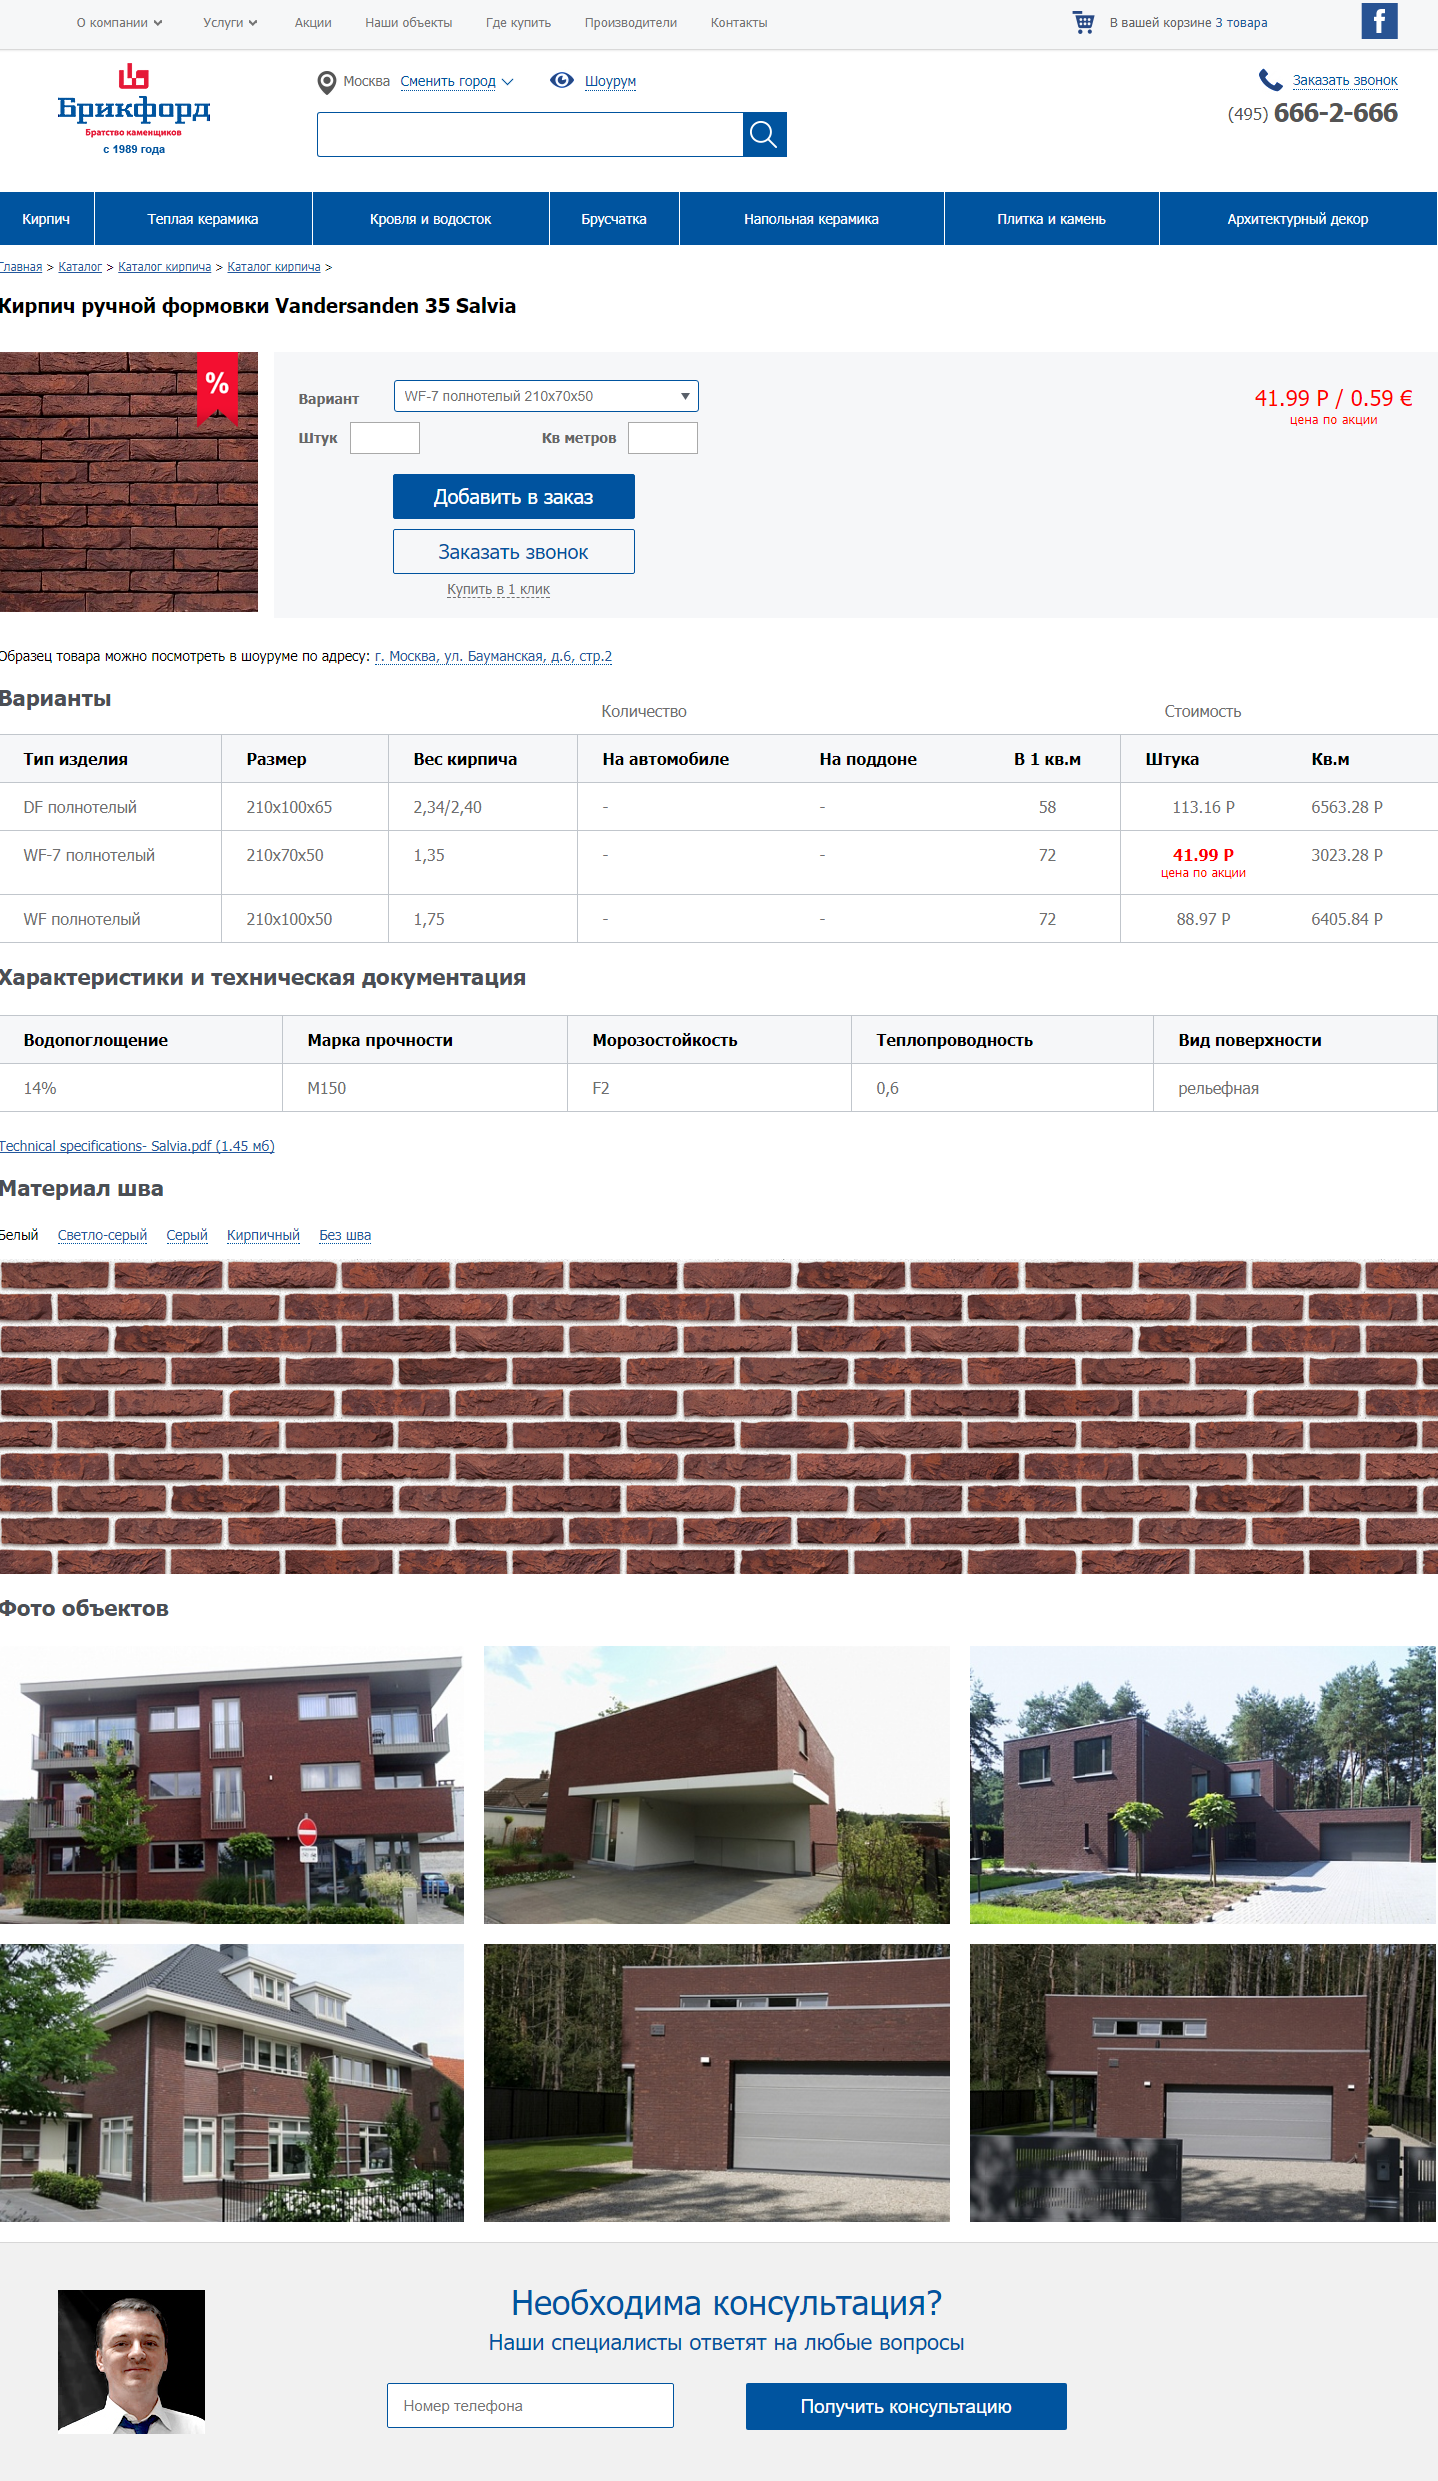 О компании Услуги Акции Наши объекты Где купить Производители Контакты В вашей корзине 3 товара f
Москва Сменить город Шоурум Заказать звонок
Брикфорд
Братство каменщиков
с 1989 года
(495) 666-2-666
Кирпич Теплая керамика Кровля и водосток Брусчатка Напольная керамика Плитка и камень Архитектурный декор
Главная > Каталог > Каталог кирпича > Каталог кирпича >
Кирпич ручной формовки Vandersanden 35 Salvia
%
Вариант WF-7 полнотелый 210x70x50
41.99 Р / 0.59 €
цена по акции
Штук Кв метров
Добавить в заказ
Заказать звонок
Купить в 1 клик
Образец товара можно посмотреть в шоуруме по адресу: г. Москва, ул. Бауманская, д.6, стр.2
Варианты
Количество Стоимость
Тип изделия Размер Вес кирпича На автомобиле На поддоне В 1 кв.м Штука Кв.м
DF полнотелый 210x100x65 2,34/2,40 - - 58 113.16 Р 6563.28 Р
WF-7 полнотелый 210x70x50 1,35 - - 72 41.99 Р 3023.28 Р
цена по акции
WF полнотелый 210x100x50 1,75 - - 72 88.97 Р 6405.84 Р
Характеристики и техническая документация
Водопоглощение Марка прочности Морозостойкость Теплопроводность Вид поверхности
14% M150 F2 0,6 рельефная
Technical specifications- Salvia.pdf (1.45 мб)
Материал шва
Белый Светло-серый Серый Кирпичный Без шва
Фото объектов
Необходима консультация?
Наши специалисты ответят на любые вопросы
Номер телефона Получить консультацию